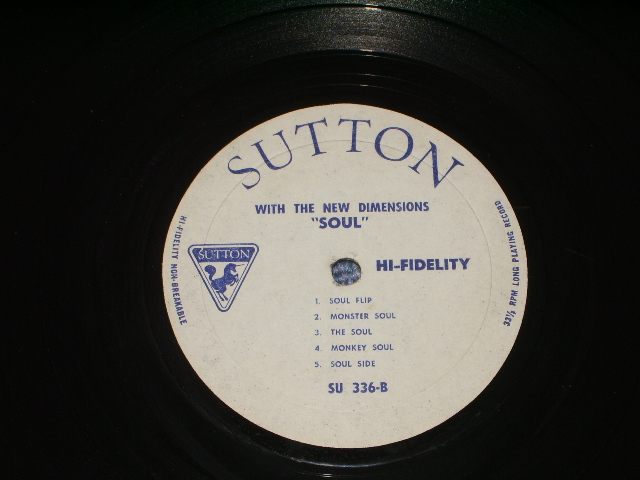 SUTTON
WITH THE NEW DIMENSIONS
"SOUL"
HI-FIDELITY NON-BREAKABLE
SUTTON
HI-FIDELITY
33⅓ RPM LONG PLAYING RECORD
1. SOUL FLIP
2. MONSTER SOUL
3. THE SOUL
4. MONKEY SOUL
5. SOUL SIDE
SU 336-B